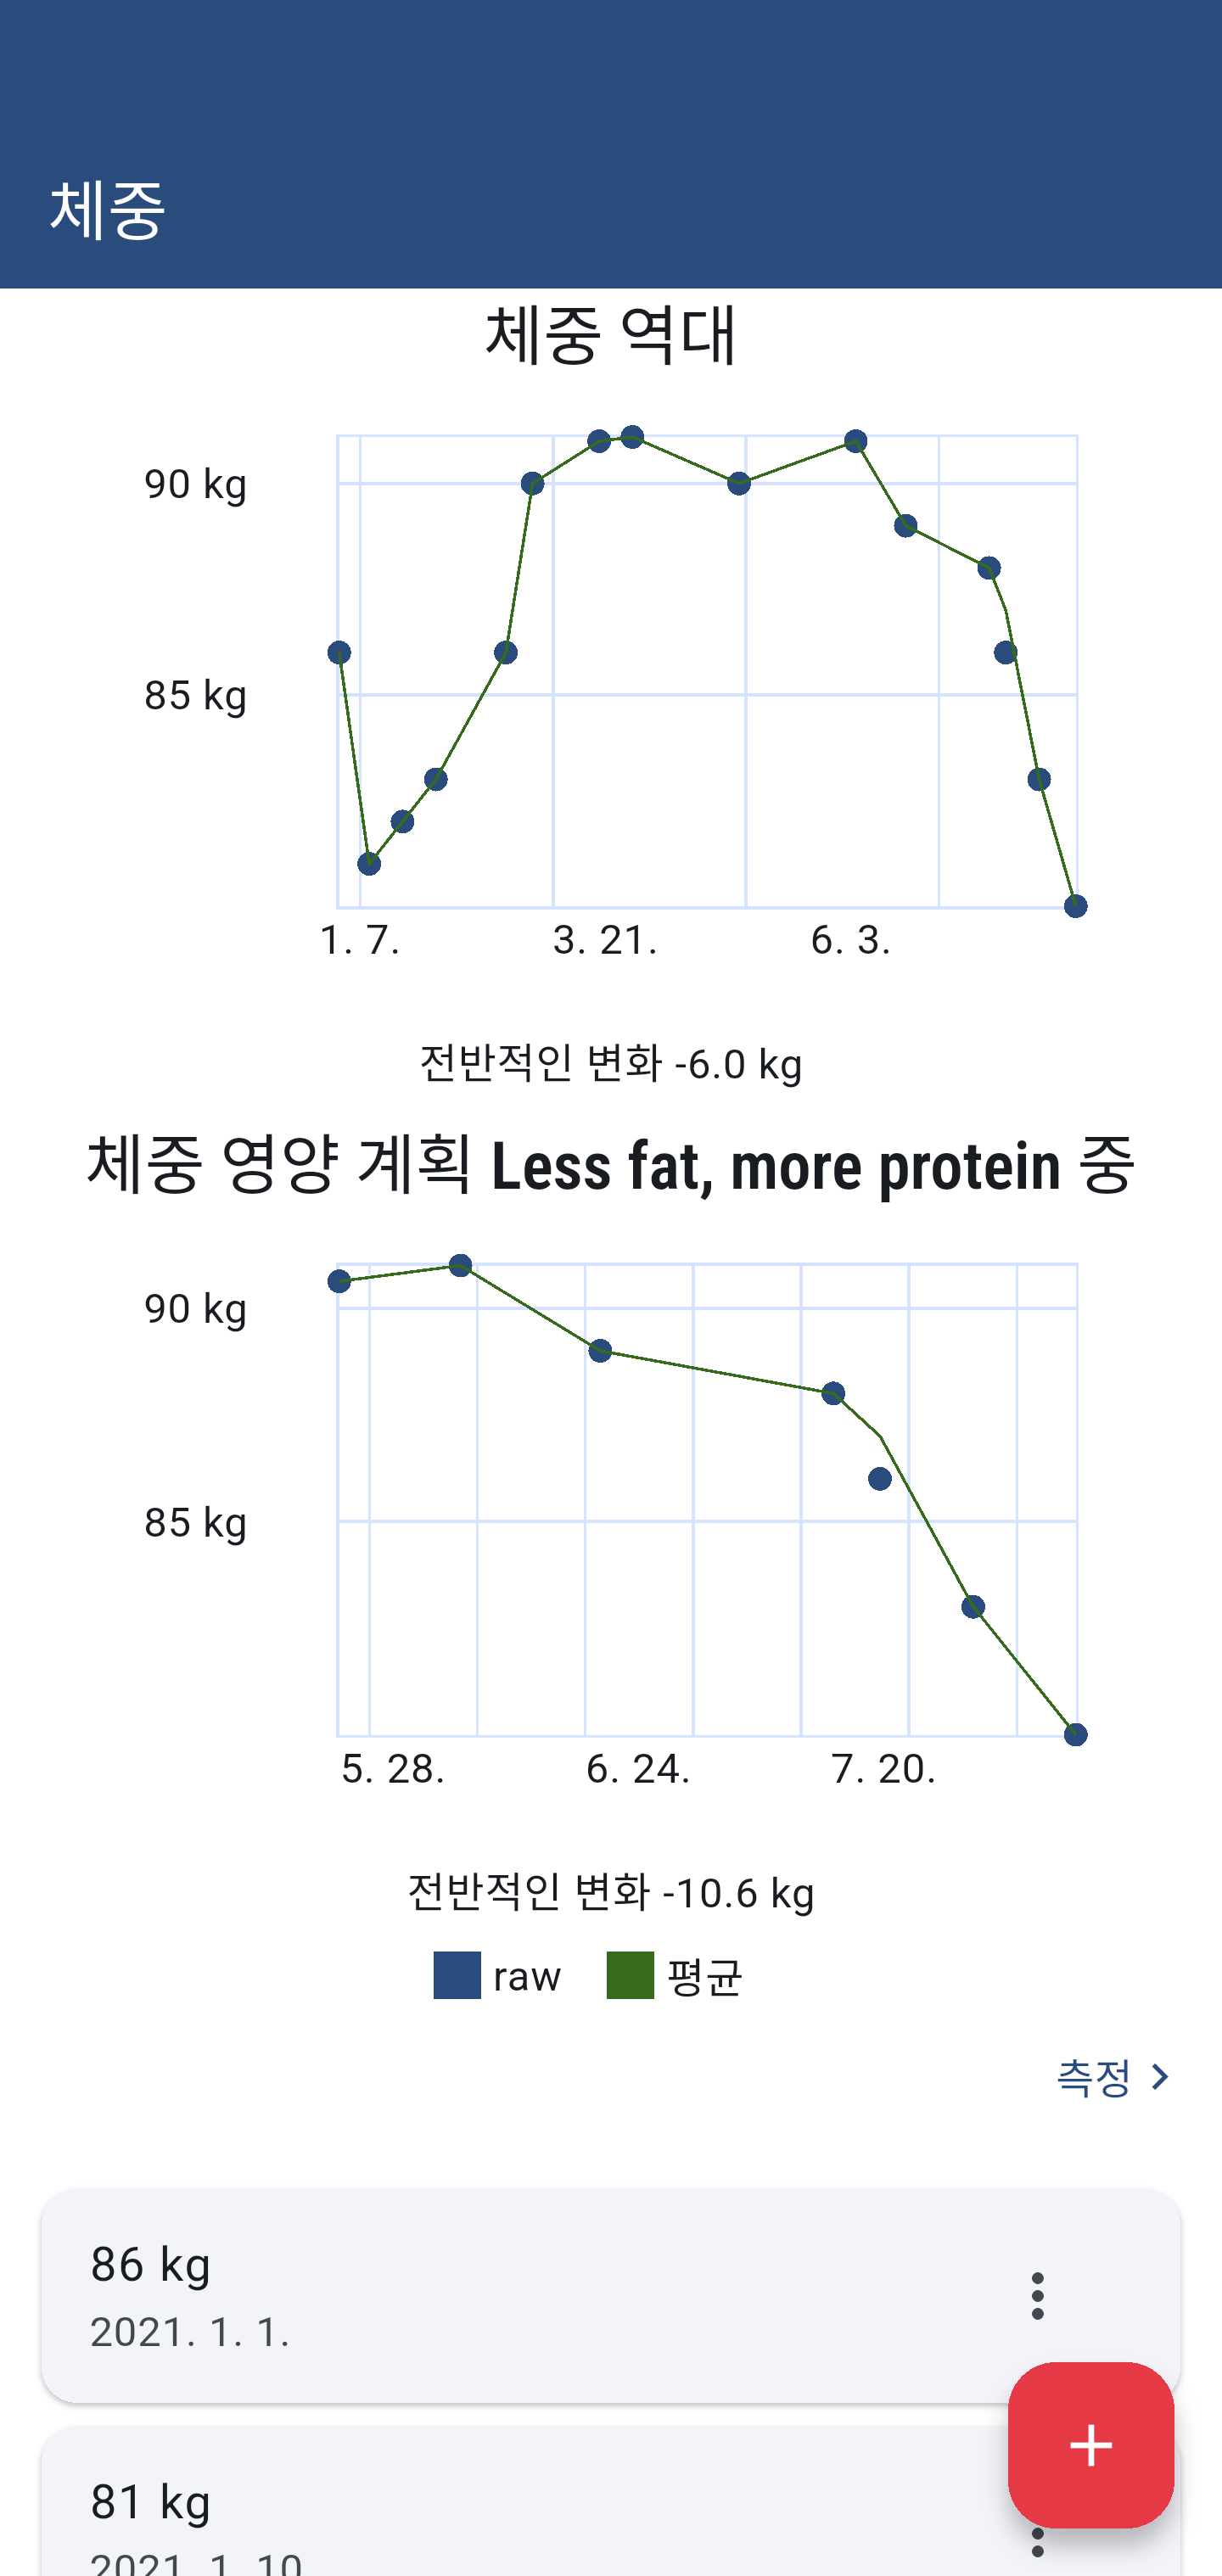 체중
체중 역대
90 kg
85 kg
1. 7. 3. 21. 6. 3.
전반적인 변화 -6.0 kg
체중 영양 계획 Less fat, more protein 중
90 kg
85 kg
5. 28. 6. 24. 7. 20.
전반적인 변화 -10.6 kg
raw 평균
측정
86 kg
2021. 1. 1.
81 kg
2021. 1. 10